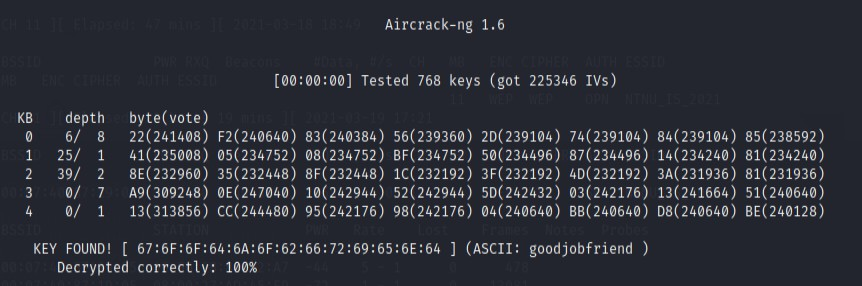 Aircrack-ng 1.6
[00:00:00] Tested 768 keys (got 225346 IVs)
KB depth byte(vote)
0 6/ 8 22(241408) F2(240640) 83(240384) 56(239360) 2D(239104) 74(239104) 84(239104) 85(238592)
1 25/ 1 41(235008) 05(234752) 08(234752) BF(234752) 50(234496) 87(234496) 14(234240) 81(234240)
2 39/ 2 8E(232960) 35(232448) 8F(232448) 1C(232192) 3F(232192) 4D(232192) 3A(231936) 81(231936)
3 0/ 7 A9(309248) 0E(247040) 10(242944) 52(242944) 5D(242432) 03(242176) 13(241664) 51(240640)
4 0/ 1 13(313856) CC(244480) 95(242176) 98(242176) 04(240640) BB(240640) D8(240640) BE(240128)
KEY FOUND! [ 67:6F:6F:64:6A:6F:62:66:72:69:65:6E:64 ] (ASCII: goodjobfriend )
Decrypted correctly: 100%